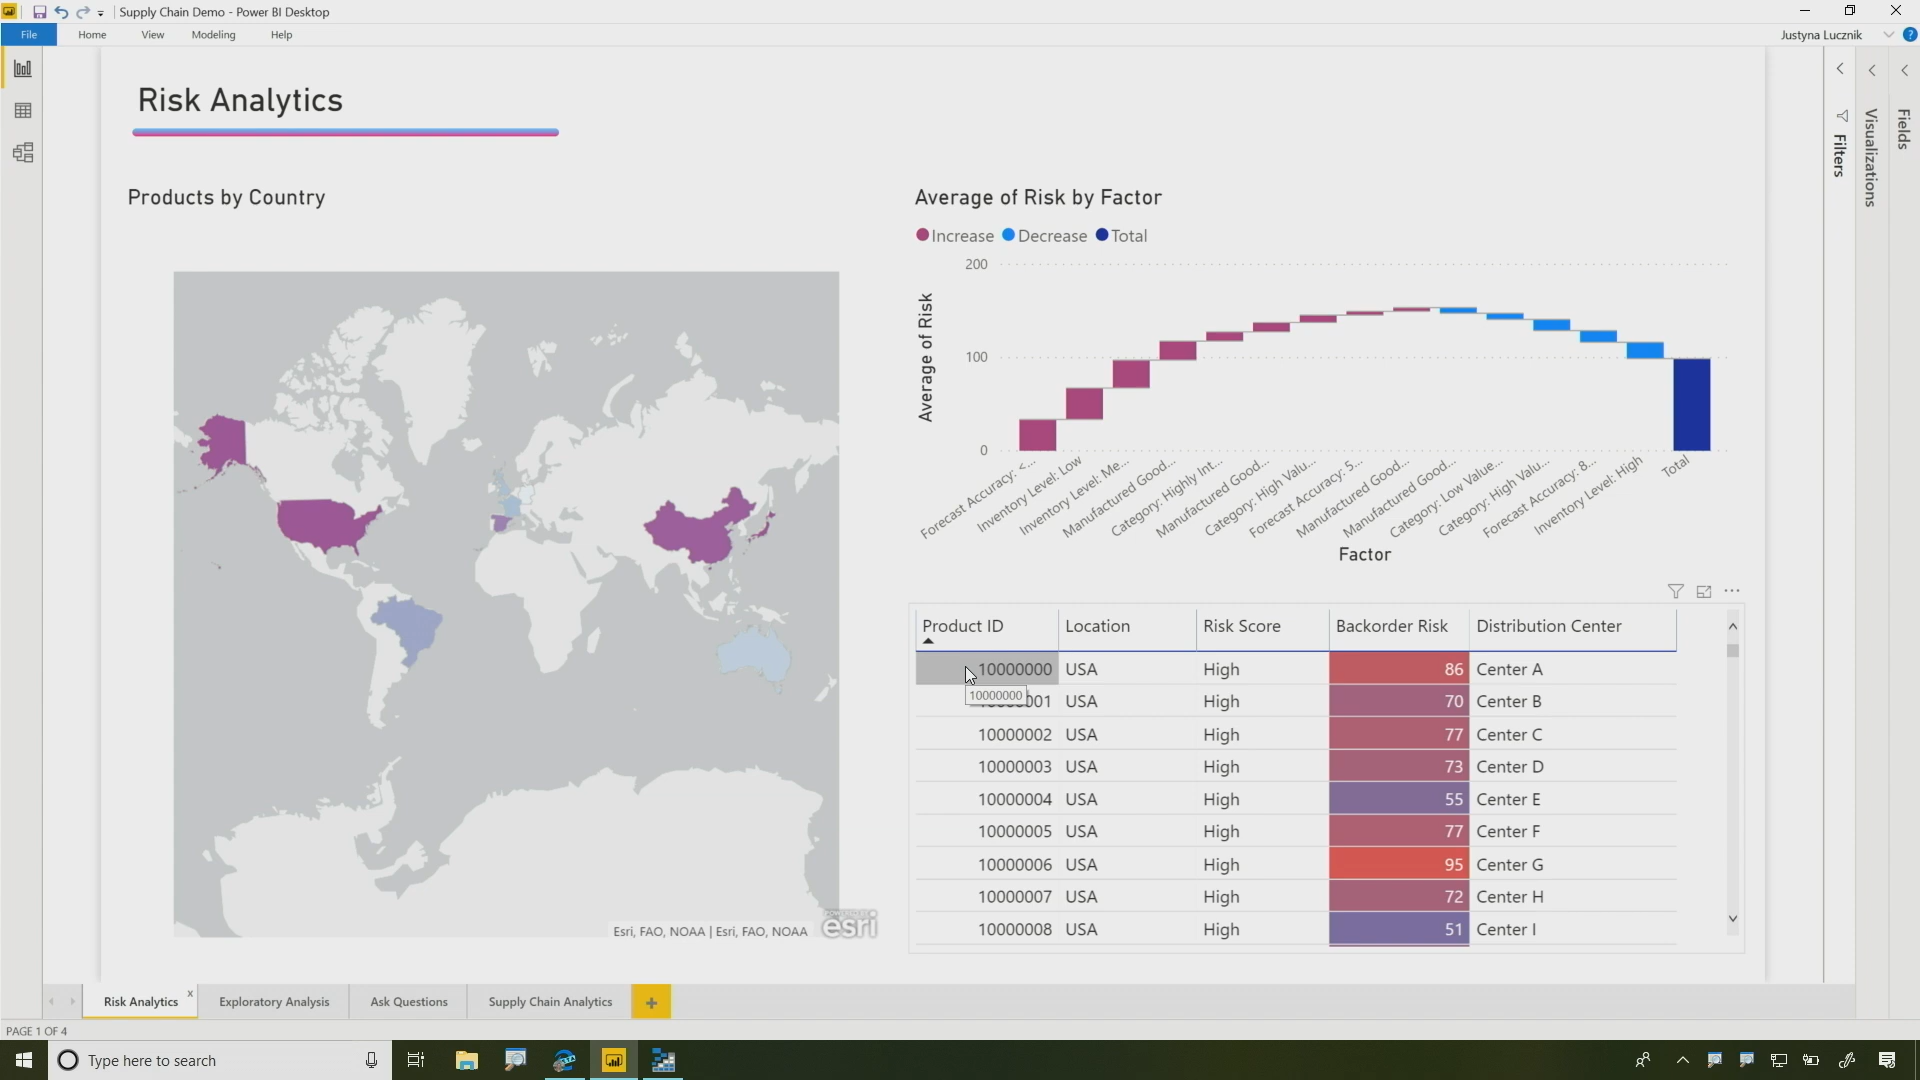 Supply Chain Demo - Power BI Desktop
File Home View Modeling Help
Justyna Lucznik
?
Risk Analytics
Products by Country
Esri, FAO, NOAA | Esri, FAO, NOAA
esri
Average of Risk by Factor
Increase Decrease Total
Average of Risk
200
100
0
Forecast Accuracy: <...
Inventory Level: Low
Inventory Level: Me...
Manufactured Good...
Category: Highly Int...
Manufactured Good...
Category: High Valu...
Forecast Accuracy: 5...
Manufactured Good...
Manufactured Good...
Category: Low Value...
Category: High Valu...
Forecast Accuracy: 8...
Inventory Level: High
Total
Factor
Product ID Location Risk Score Backorder Risk Distribution Center
10000000 USA High 86 Center A
10000000
001 USA High 70 Center B
10000002 USA High 77 Center C
10000003 USA High 73 Center D
10000004 USA High 55 Center E
10000005 USA High 77 Center F
10000006 USA High 95 Center G
10000007 USA High 72 Center H
10000008 USA High 51 Center I
Filters
Visualizations
Fields
Risk Analytics x Exploratory Analysis Ask Questions Supply Chain Analytics +
PAGE 1 OF 4
Type here to search